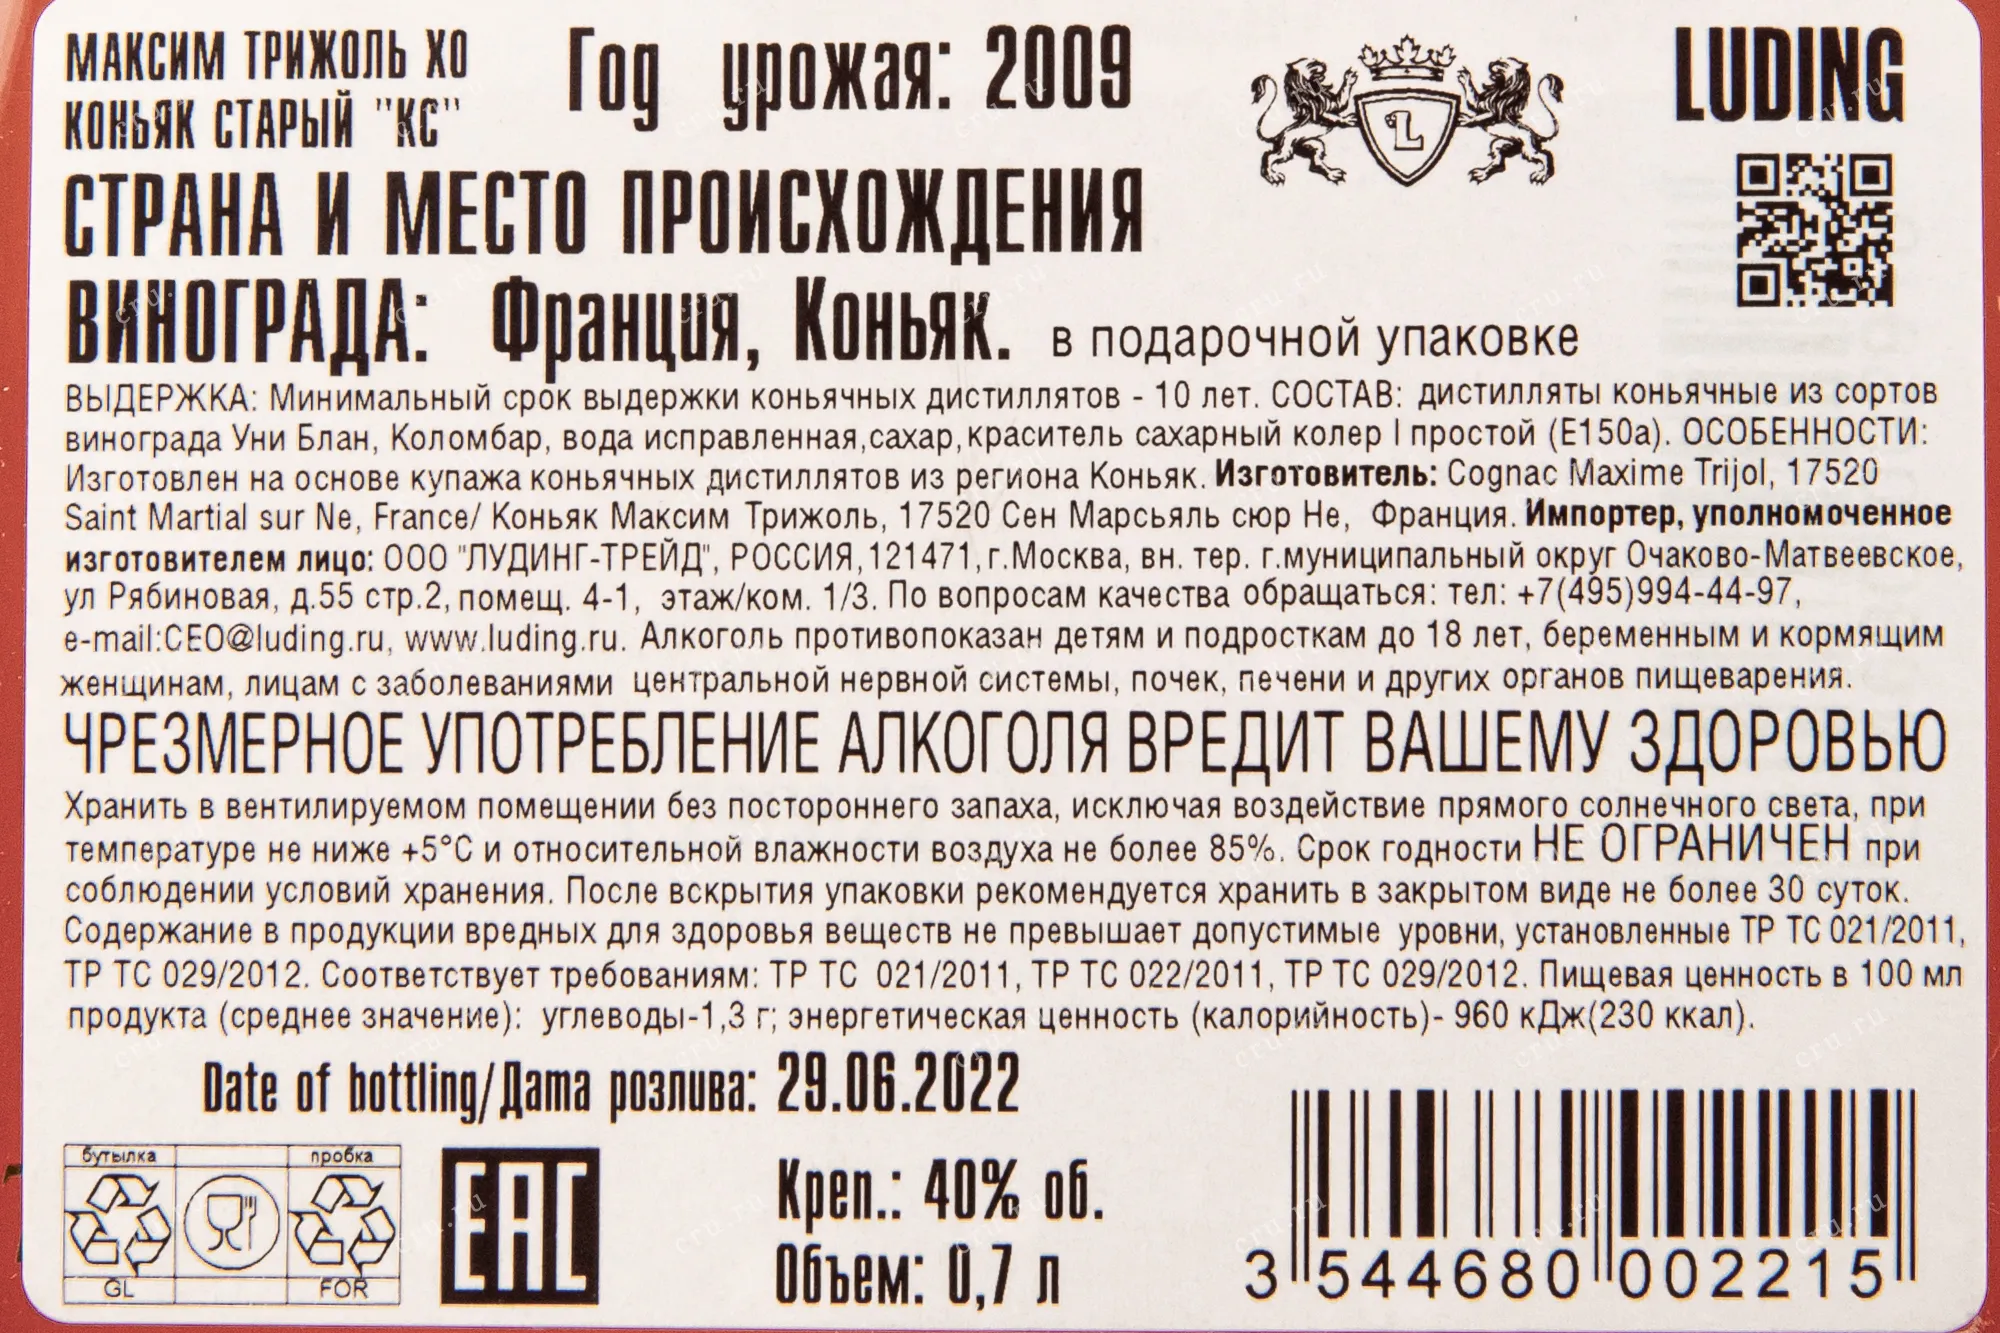 МАКСИМ ТРИЖОЛЬ ХО
КОНЬЯК СТАРЫЙ "КС"
Год урожая: 2009
LUDING
L
СТРАНА И МЕСТО ПРОИСХОЖДЕНИЯ
ВИНОГРАДА: Франция, Коньяк. в подарочной упаковке
ВЫДЕРЖКА: Минимальный срок выдержки коньячных дистиллятов - 10 лет. СОСТАВ: дистилляты коньячные из сортов
винограда Уни Блан, Коломбар, вода исправленная,сахар,краситель сахарный колер I простой (Е150а). ОСОБЕННОСТИ:
Изготовлен на основе купажа коньячных дистиллятов из региона Коньяк. Изготовитель: Cognac Maxime Trijol, 17520
Saint Martial sur Ne, France/ Коньяк Максим Трижоль, 17520 Сен Марсьяль сюр Не, Франция. Импортер, уполномоченное
изготовителем лицо: ООО "ЛУДИНГ-ТРЕЙД", РОССИЯ,121471,г.Москва, вн. тер. г.муниципальный округ Очаково-Матвеевское,
ул Рябиновая, д.55 стр.2, помещ. 4-1, этаж/ком. 1/3. По вопросам качества обращаться: тел: +7(495)994-44-97,
e-mail:CEO@luding.ru, www.luding.ru. Алкоголь противопоказан детям и подросткам до 18 лет, беременным и кормящим
женщинам, лицам с заболеваниями центральной нервной системы, почек, печени и других органов пищеварения.
ЧРЕЗМЕРНОЕ УПОТРЕБЛЕНИЕ АЛКОГОЛЯ ВРЕДИТ ВАШЕМУ ЗДОРОВЬЮ
Хранить в вентилируемом помещении без постороннего запаха, исключая воздействие прямого солнечного света, при
температуре не ниже +5°С и относительной влажности воздуха не более 85%. Срок годности НЕ ОГРАНИЧЕН при
соблюдении условий хранения. После вскрытия упаковки рекомендуется хранить в закрытом виде не более 30 суток.
Содержание в продукции вредных для здоровья веществ не превышает допустимые уровни, установленные ТР ТС 021/2011,
ТР ТС 029/2012. Соответствует требованиям: ТР ТС 021/2011, ТР ТС 022/2011, ТР ТС 029/2012. Пищевая ценность в 100 мл
продукта (среднее значение): углеводы-1,3 г; энергетическая ценность (калорийность)- 960 кДж(230 ккал).
Date of bottling/Дата розлива: 29.06.2022
бутылка пробка
GL FOR
EAC
Креп.: 40% об.
Объем: 0,7 л
3 544680 002215